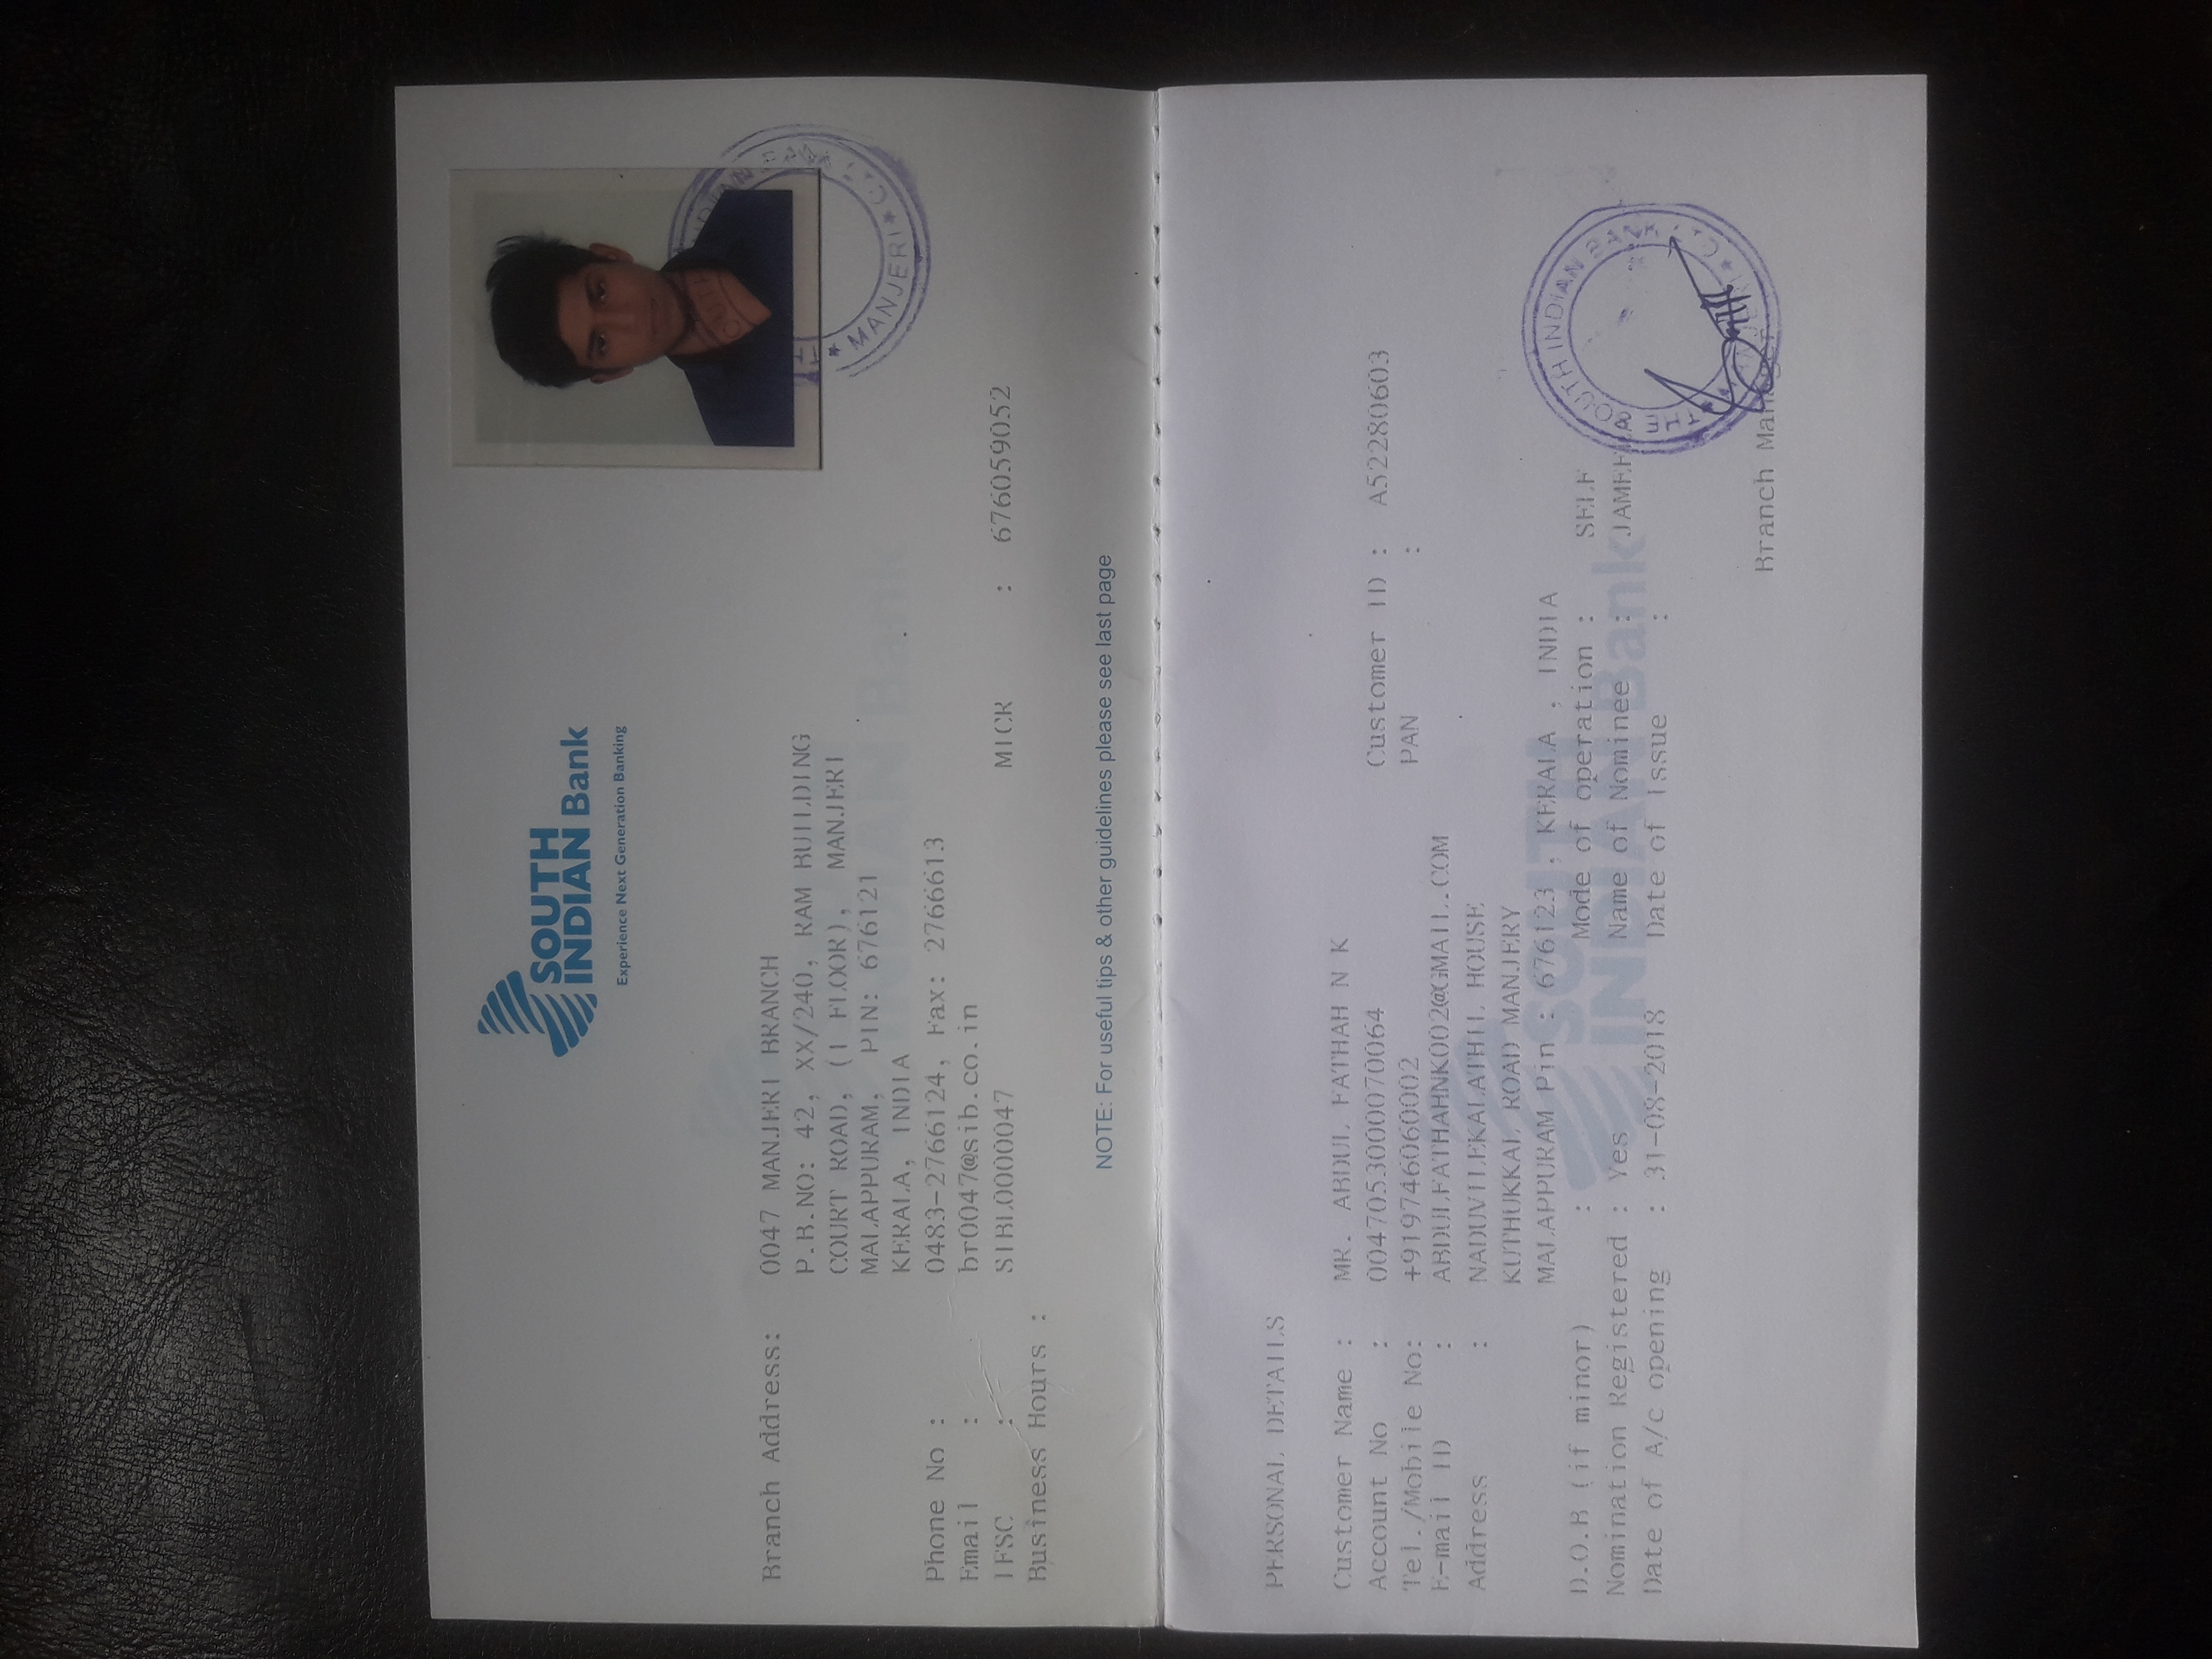 SOUTH
INDIAN Bank
Experience Next Generation Banking
Branch Address: 0047 MANJERI BRANCH
P.B.NO: 42, XX/240, RAM BUILDING
COURT ROAD, (1 FLOOR), MANJERI
MALAPPURAM, PIN: 676121
KERALA, INDIA
Phone No : 0483-2766124, Fax: 2766613
Email : br0047@sib.co.in
IFSC : SIBL0000047 MICR : 676059052
Business Hours :
MANJERI
NOTE: For useful tips & other guidelines please see last page
PERSONAL DETAILS
Customer Name : MR. ABDUL FATHAH N K
Account No : 0047053000070064 Customer ID : A52280603
Tel./Mobile No: +919746060002 PAN :
E-mail ID : ABDULFATHAHNK002@GMAIL.COM
Address : NADUVILEKALATHIL HOUSE
KUTHUKKAL ROAD MANJERY
MALAPPURAM Pin : 676123 , KERALA , INDIA
D.O.B (if minor) : Mode of operation : SELF
Nomination Registered : Yes Name of Nominee :
Date of A/c opening : 31-08-2018 Date of Issue :
THE SOUTH INDIAN BANK
Branch Manager